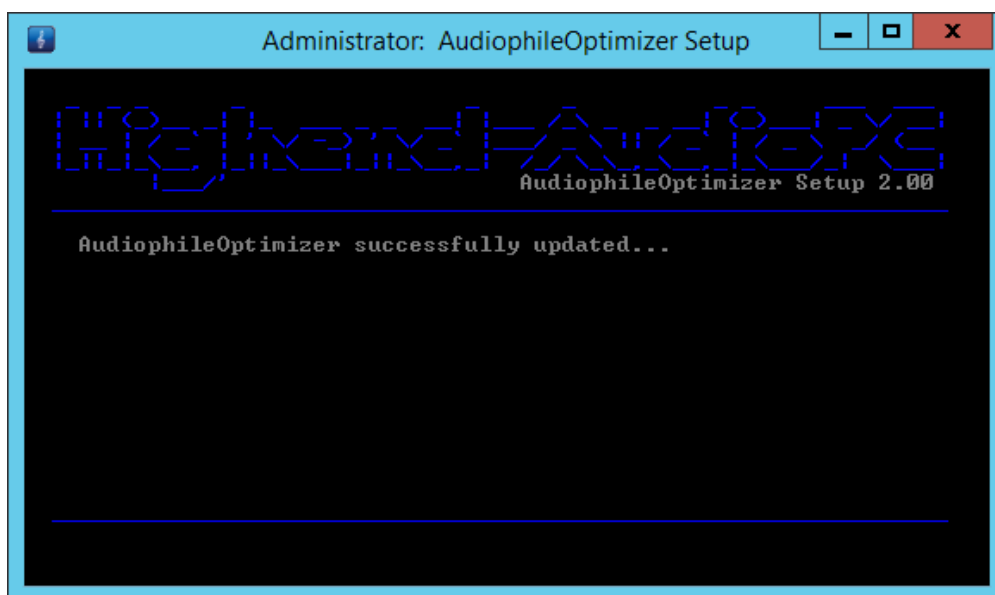 Administrator: AudiophileOptimizer Setup
Highend-AudioPC
AudiophileOptimizer Setup 2.00
AudiophileOptimizer successfully updated...